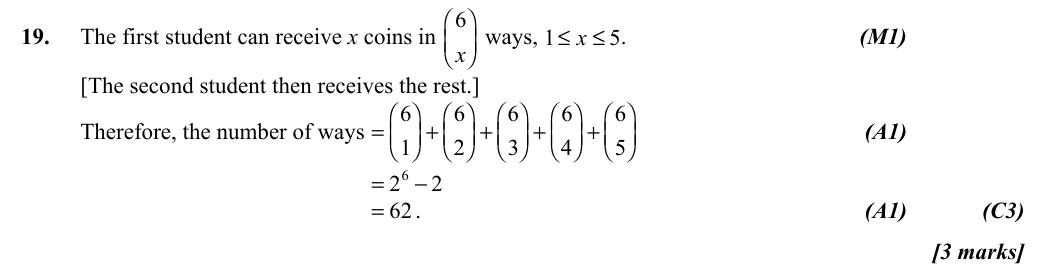 19. The first student can receive x coins in (6 x) ways, 1 ≤ x ≤ 5. (M1)
[The second student then receives the rest.]
Therefore, the number of ways = (6 1) + (6 2) + (6 3) + (6 4) + (6 5) (A1)
= 2⁶ − 2
= 62 . (A1) (C3)
[3 marks]